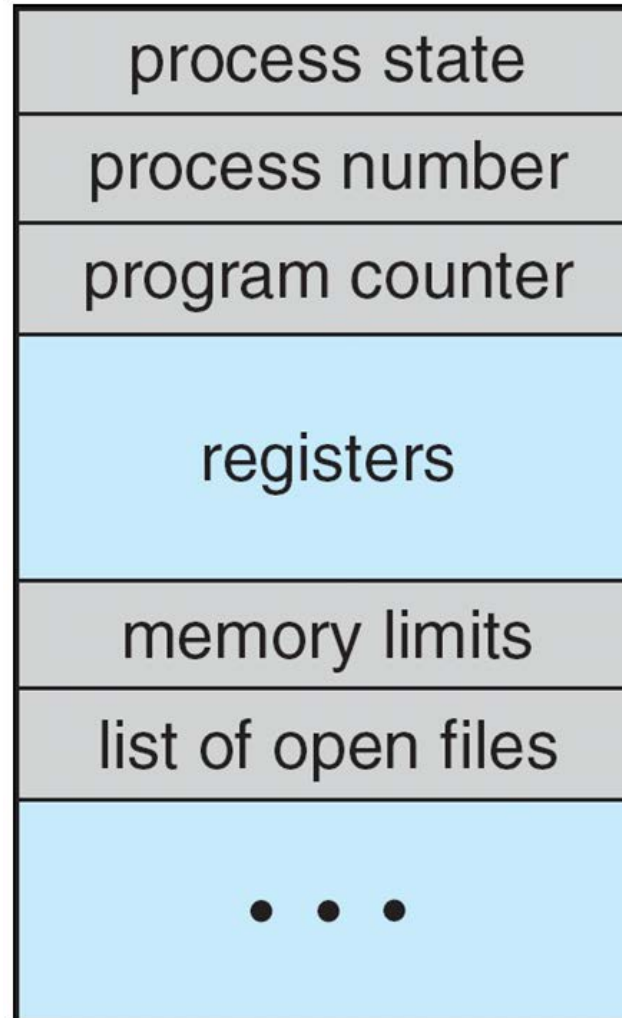 process state
process number
program counter
registers
memory limits
list of open files
• • •